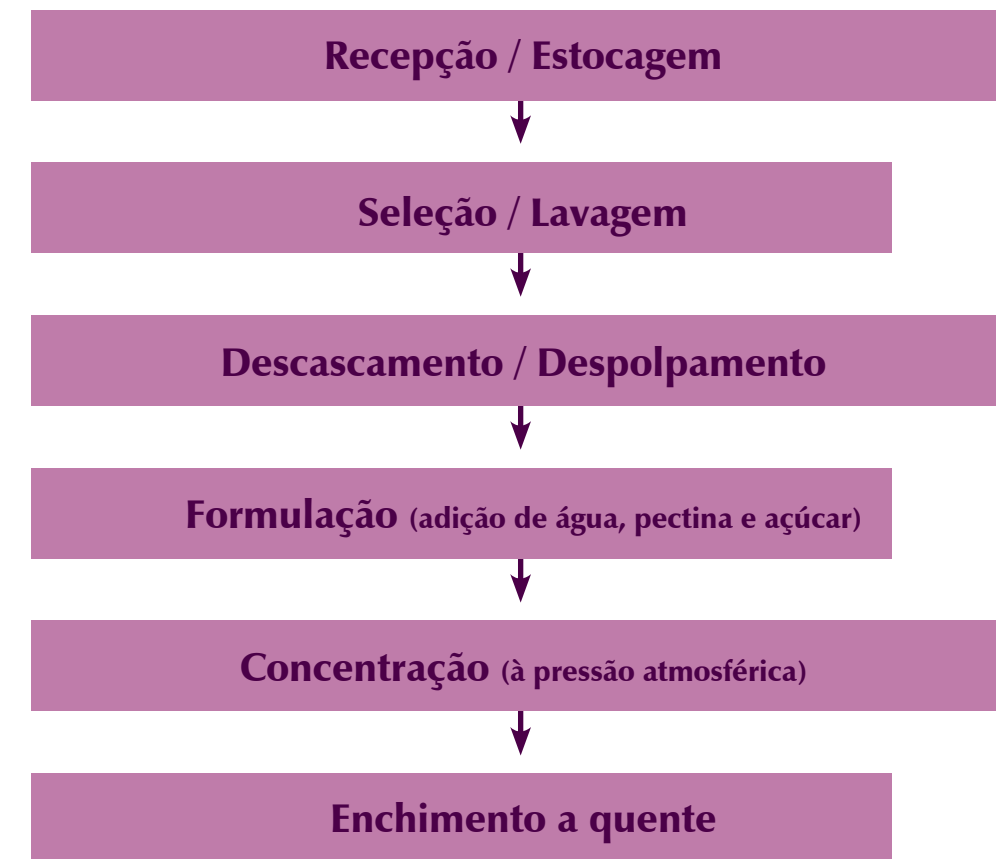 Recepção / Estocagem
Seleção / Lavagem
Descascamento / Despolpamento
Formulação (adição de água, pectina e açúcar)
Concentração (à pressão atmosférica)
Enchimento a quente